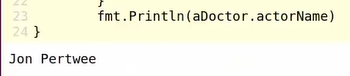 22 }
23 fmt.Println(aDoctor.actorName)
24 }
Jon Pertwee